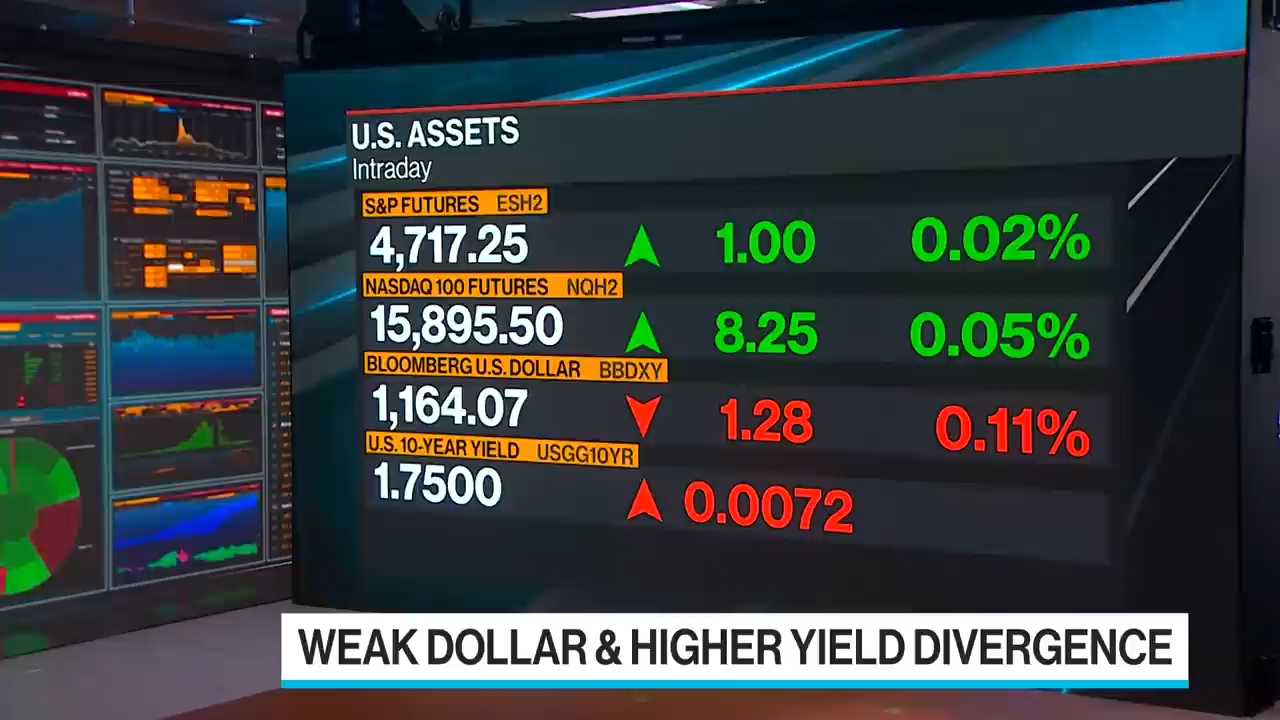 U.S. ASSETS
Intraday
S&P FUTURES ESH2
4,717.25 1.00 0.02%
NASDAQ 100 FUTURES NQH2
15,895.50 8.25 0.05%
BLOOMBERG U.S. DOLLAR BBDXY
1,164.07 1.28 0.11%
U.S. 10-YEAR YIELD USGG10YR
1.7500 0.0072
WEAK DOLLAR & HIGHER YIELD DIVERGENCE